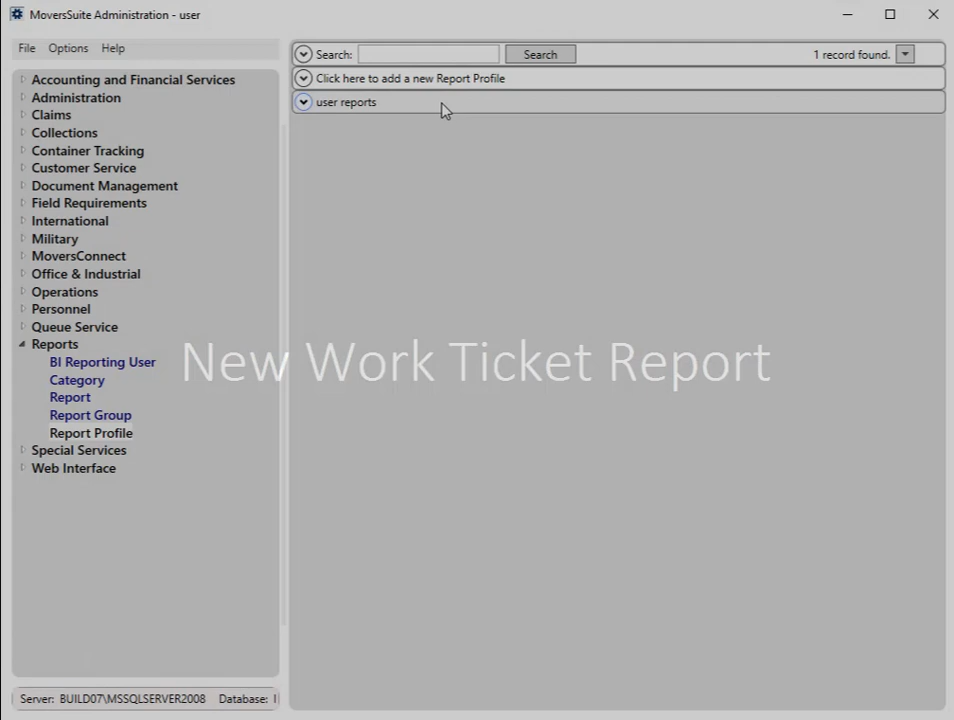 MoversSuite Administration - user
File Options Help
Search: Search 1 record found.
Click here to add a new Report Profile
user reports
Accounting and Financial Services
Administration
Claims
Collections
Container Tracking
Customer Service
Document Management
Field Requirements
International
Military
MoversConnect
Office & Industrial
Operations
Personnel
Queue Service
Reports
BI Reporting User
Category
Report
Report Group
Report Profile
Special Services
Web Interface
New Work Ticket Report
Server: BUILD07\MSSQLSERVER2008 Database: